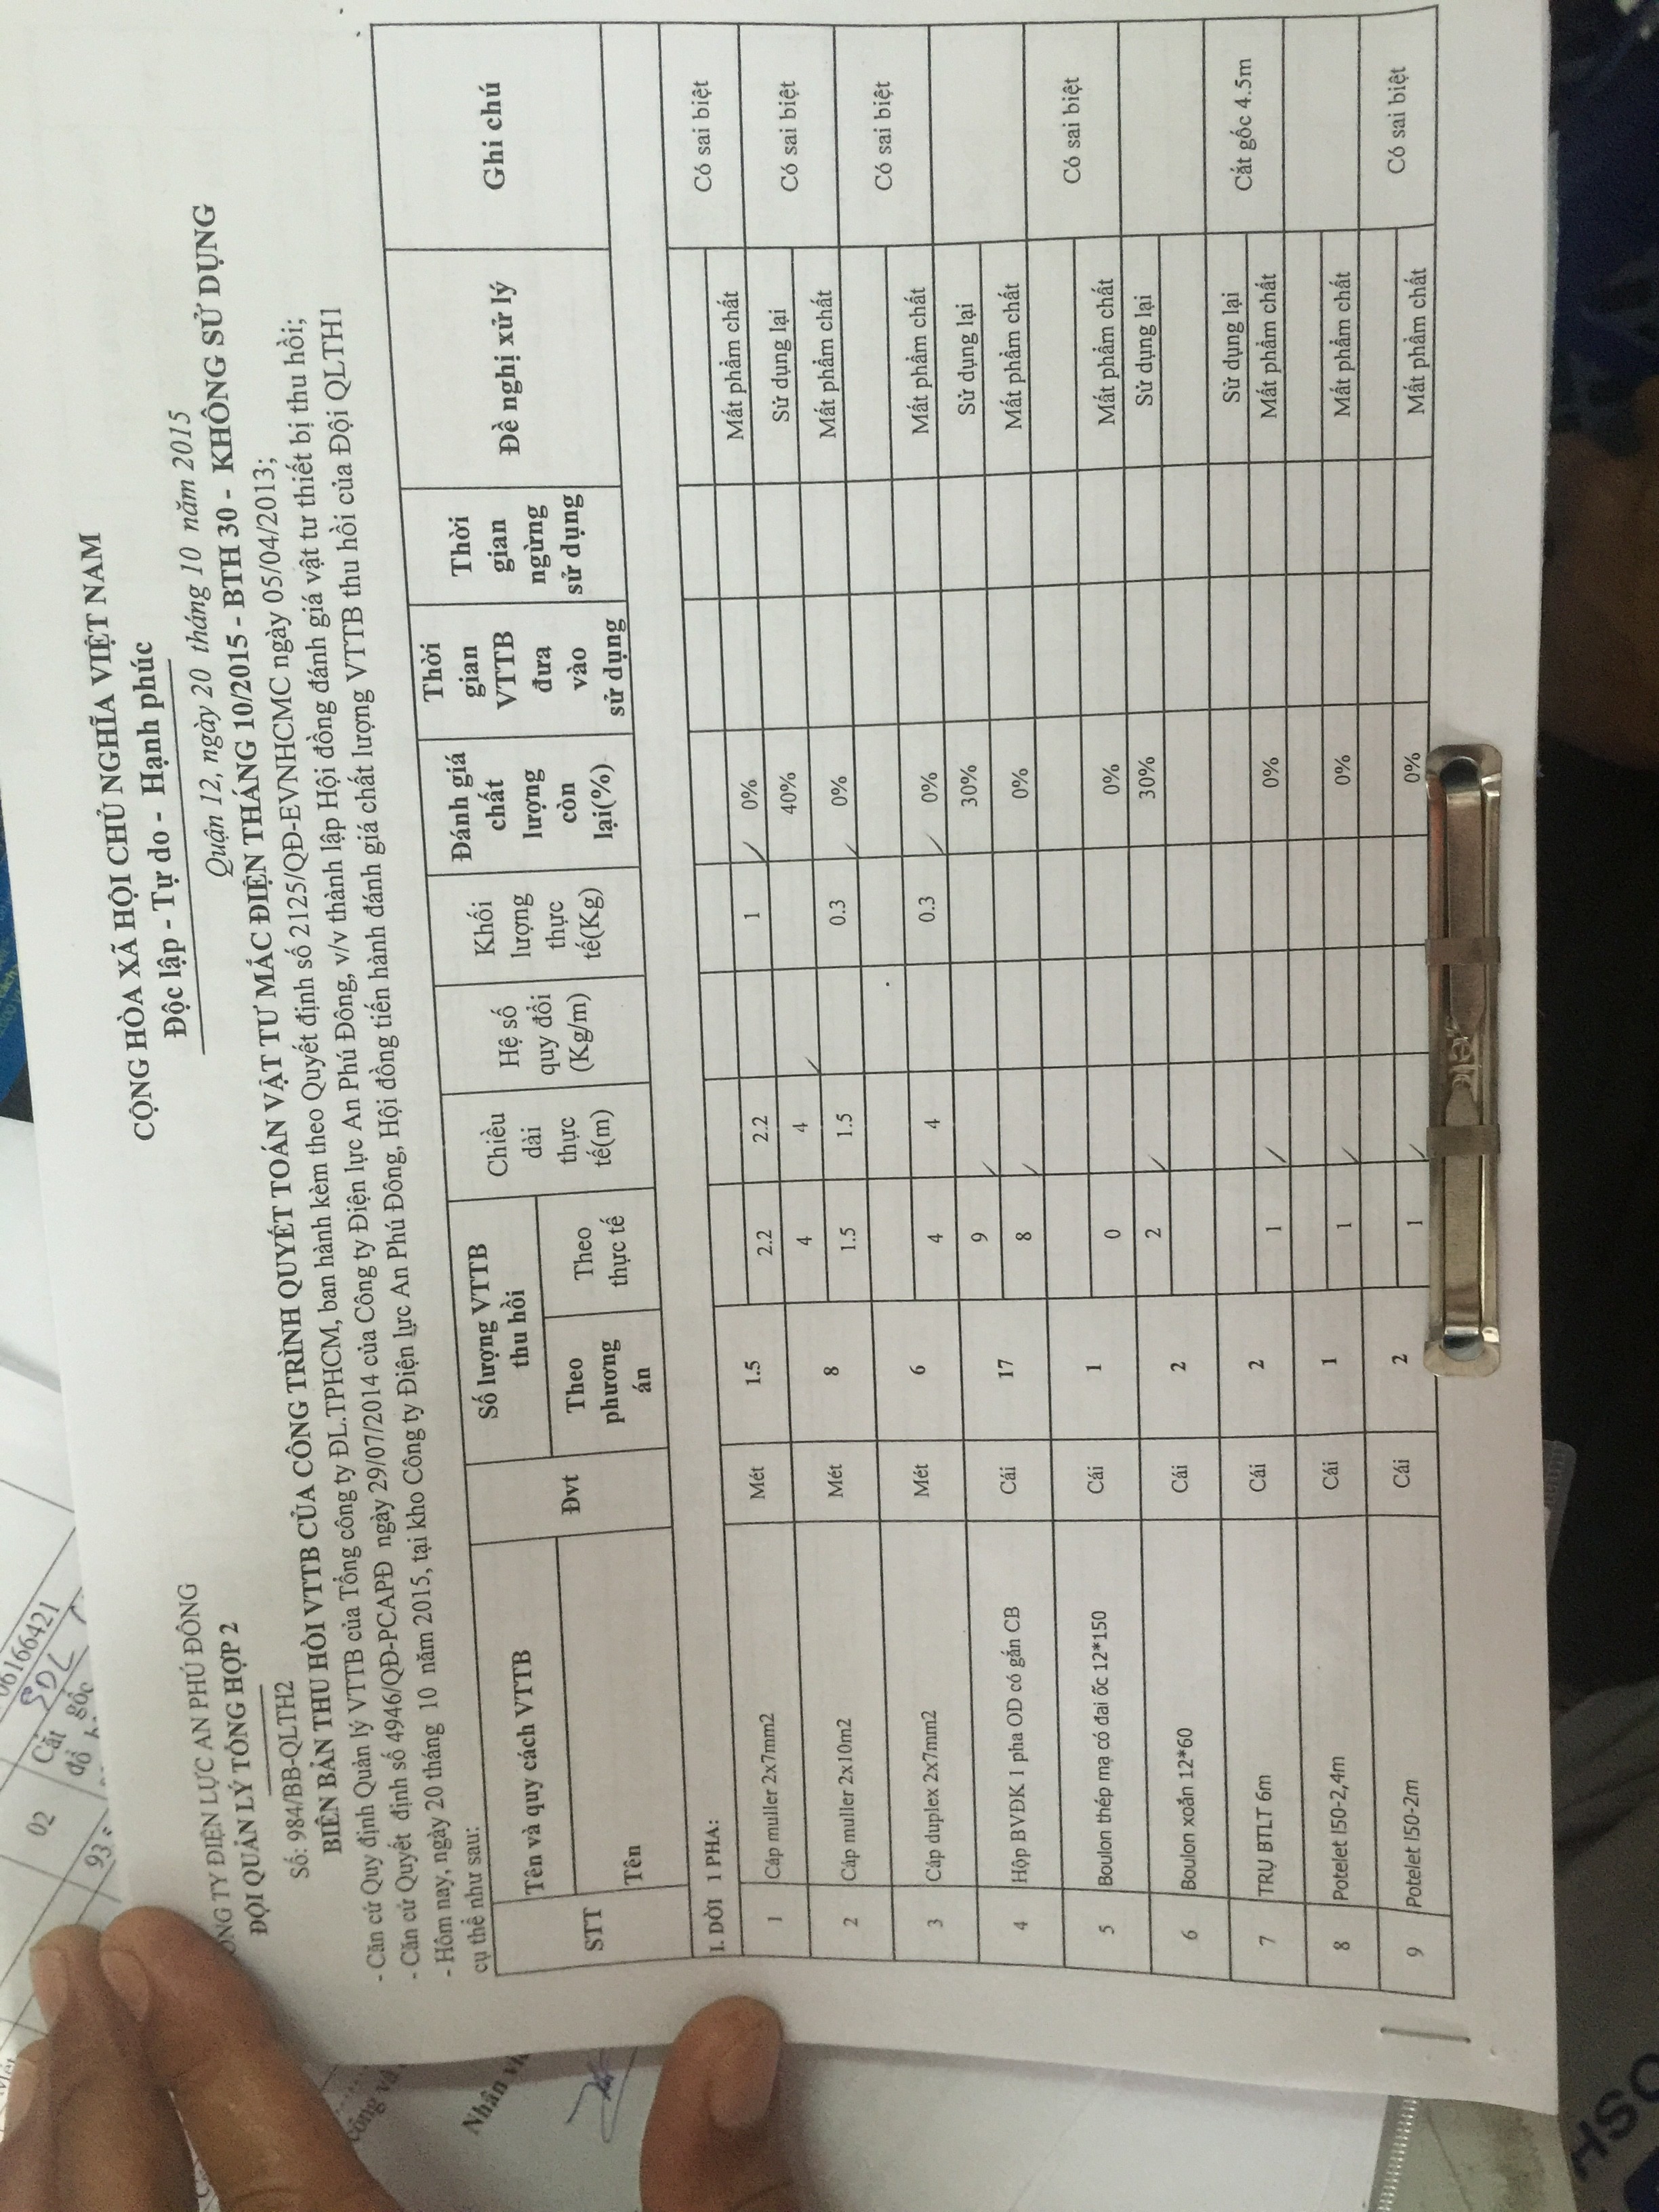 06166421
02
Cắt gốc
93
CỘNG HÒA XÃ HỘI CHỦ NGHĨA VIỆT NAM
Độc lập - Tự do - Hạnh phúc
ÔNG TY ĐIỆN LỰC AN PHÚ ĐÔNG
ĐỘI QUẢN LÝ TỔNG HỢP 2
Số: 984/BB-QLTH2
Quận 12, ngày 20 tháng 10 năm 2015
BIÊN BẢN THU HỒI VTTB CỦA CÔNG TRÌNH QUYẾT TOÁN VẬT TƯ MẮC ĐIỆN THÁNG 10/2015 - BTH 30 - KHÔNG SỬ DỤNG
- Căn cứ Quy định Quản lý VTTB của Tổng công ty ĐL.TPHCM, ban hành kèm theo Quyết định số 2125/QĐ-EVNHCMC ngày 05/04/2013;
- Căn cứ Quyết định số 4946/QĐ-PCAPĐ ngày 29/07/2014 của Công ty Điện lực An Phú Đông, v/v thành lập Hội đồng đánh giá vật tư thiết bị thu hồi;
- Hôm nay, ngày 20 tháng 10 năm 2015, tại kho Công ty Điện lực An Phú Đông, Hội đồng tiến hành đánh giá chất lượng VTTB thu hồi của Đội QLTH1
cụ thể như sau:
STT
Tên và quy cách VTTB
Tên
Đvt
Số lượng VTTB
thu hồi
Theo
phương
án
Theo
thực tế
Chiều
dài
thực
tế(m)
Hệ số
quy đổi
(Kg/m)
Khối
lượng
thực
tế(Kg)
Đánh giá
chất
lượng
còn
lại(%)
Thời
gian
VTTB
đưa
vào
sử dụng
Thời
gian
ngừng
sử dụng
Đề nghị xử lý
Ghi chú
I. DỜI 1 PHA:
1 Cáp muller 2x7mm2 Mét 1.5 Có sai biệt
2.2 2.2 1 0% Mất phẩm chất
2 Cáp muller 2x10m2 Mét 8 4 4 40% Sử dụng lại Có sai biệt
1.5 1.5 0.3 0% Mất phẩm chất
3 Cáp duplex 2x7mm2 Mét 6 Có sai biệt
4 4 0.3 0% Mất phẩm chất
4 Hộp BVĐK 1 pha OD có gắn CB Cái 17 9 30% Sử dụng lại
8 0% Mất phẩm chất
5 Boulon thép mạ có đai ốc 12*150 Cái 1 Có sai biệt
0 0% Mất phẩm chất
6 Boulon xoắn 12*60 Cái 2 2 30% Sử dụng lại
7 TRỤ BTLT 6m Cái 2 Sử dụng lại Cắt gốc 4.5m
1 0% Mất phẩm chất
8 Potelet l50-2,4m Cái 1
1 0% Mất phẩm chất
9 Potelet l50-2m Cái 2 Có sai biệt
1 0% Mất phẩm chất